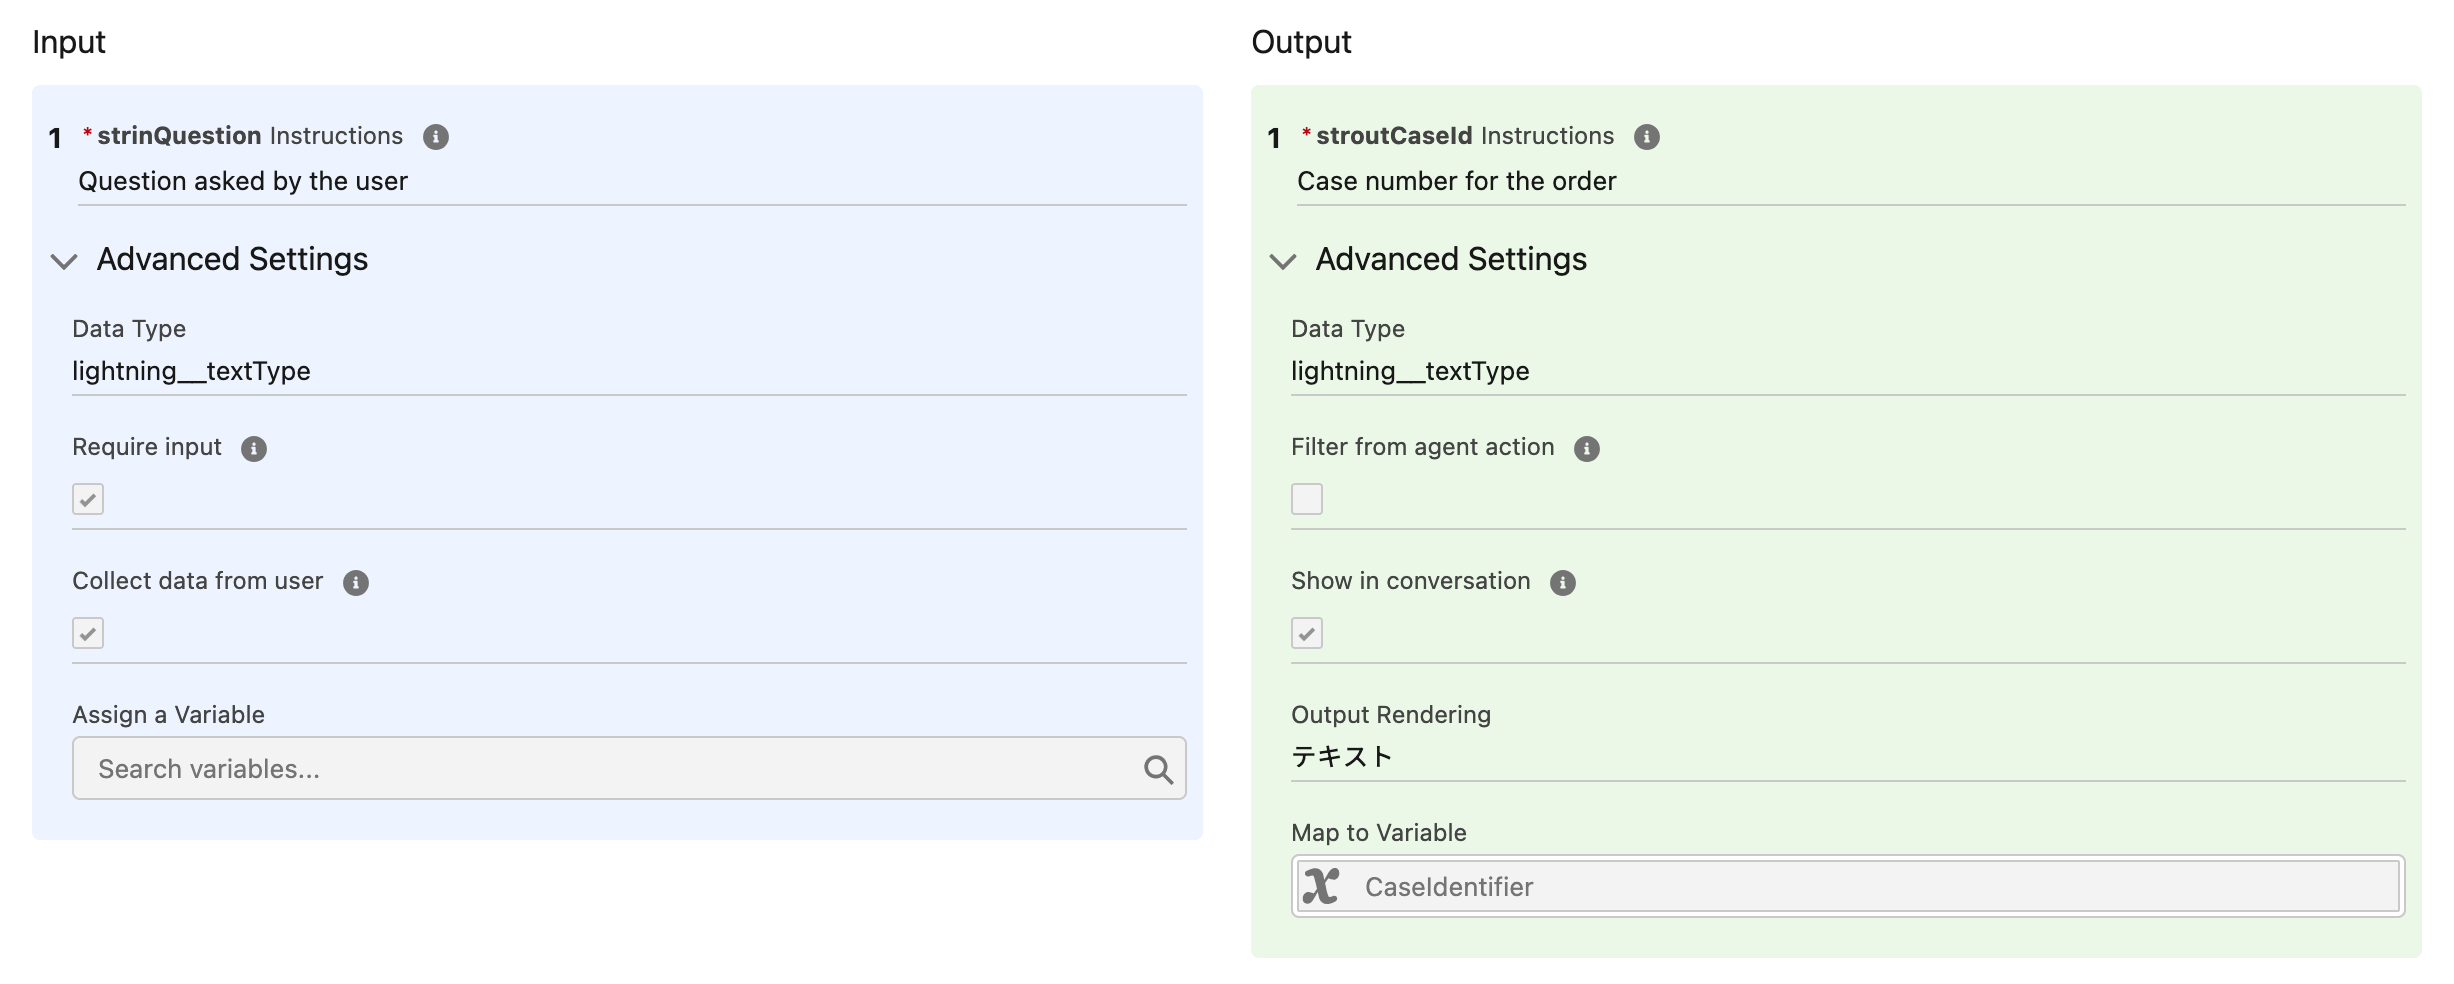 Input
1 * strinQuestion Instructions
Question asked by the user
Advanced Settings
Data Type
lightning__textType
Require input
Collect data from user
Assign a Variable
Search variables...
Output
1 * stroutCaseId Instructions
Case number for the order
Advanced Settings
Data Type
lightning__textType
Filter from agent action
Show in conversation
Output Rendering
テキスト
Map to Variable
CaseIdentifier